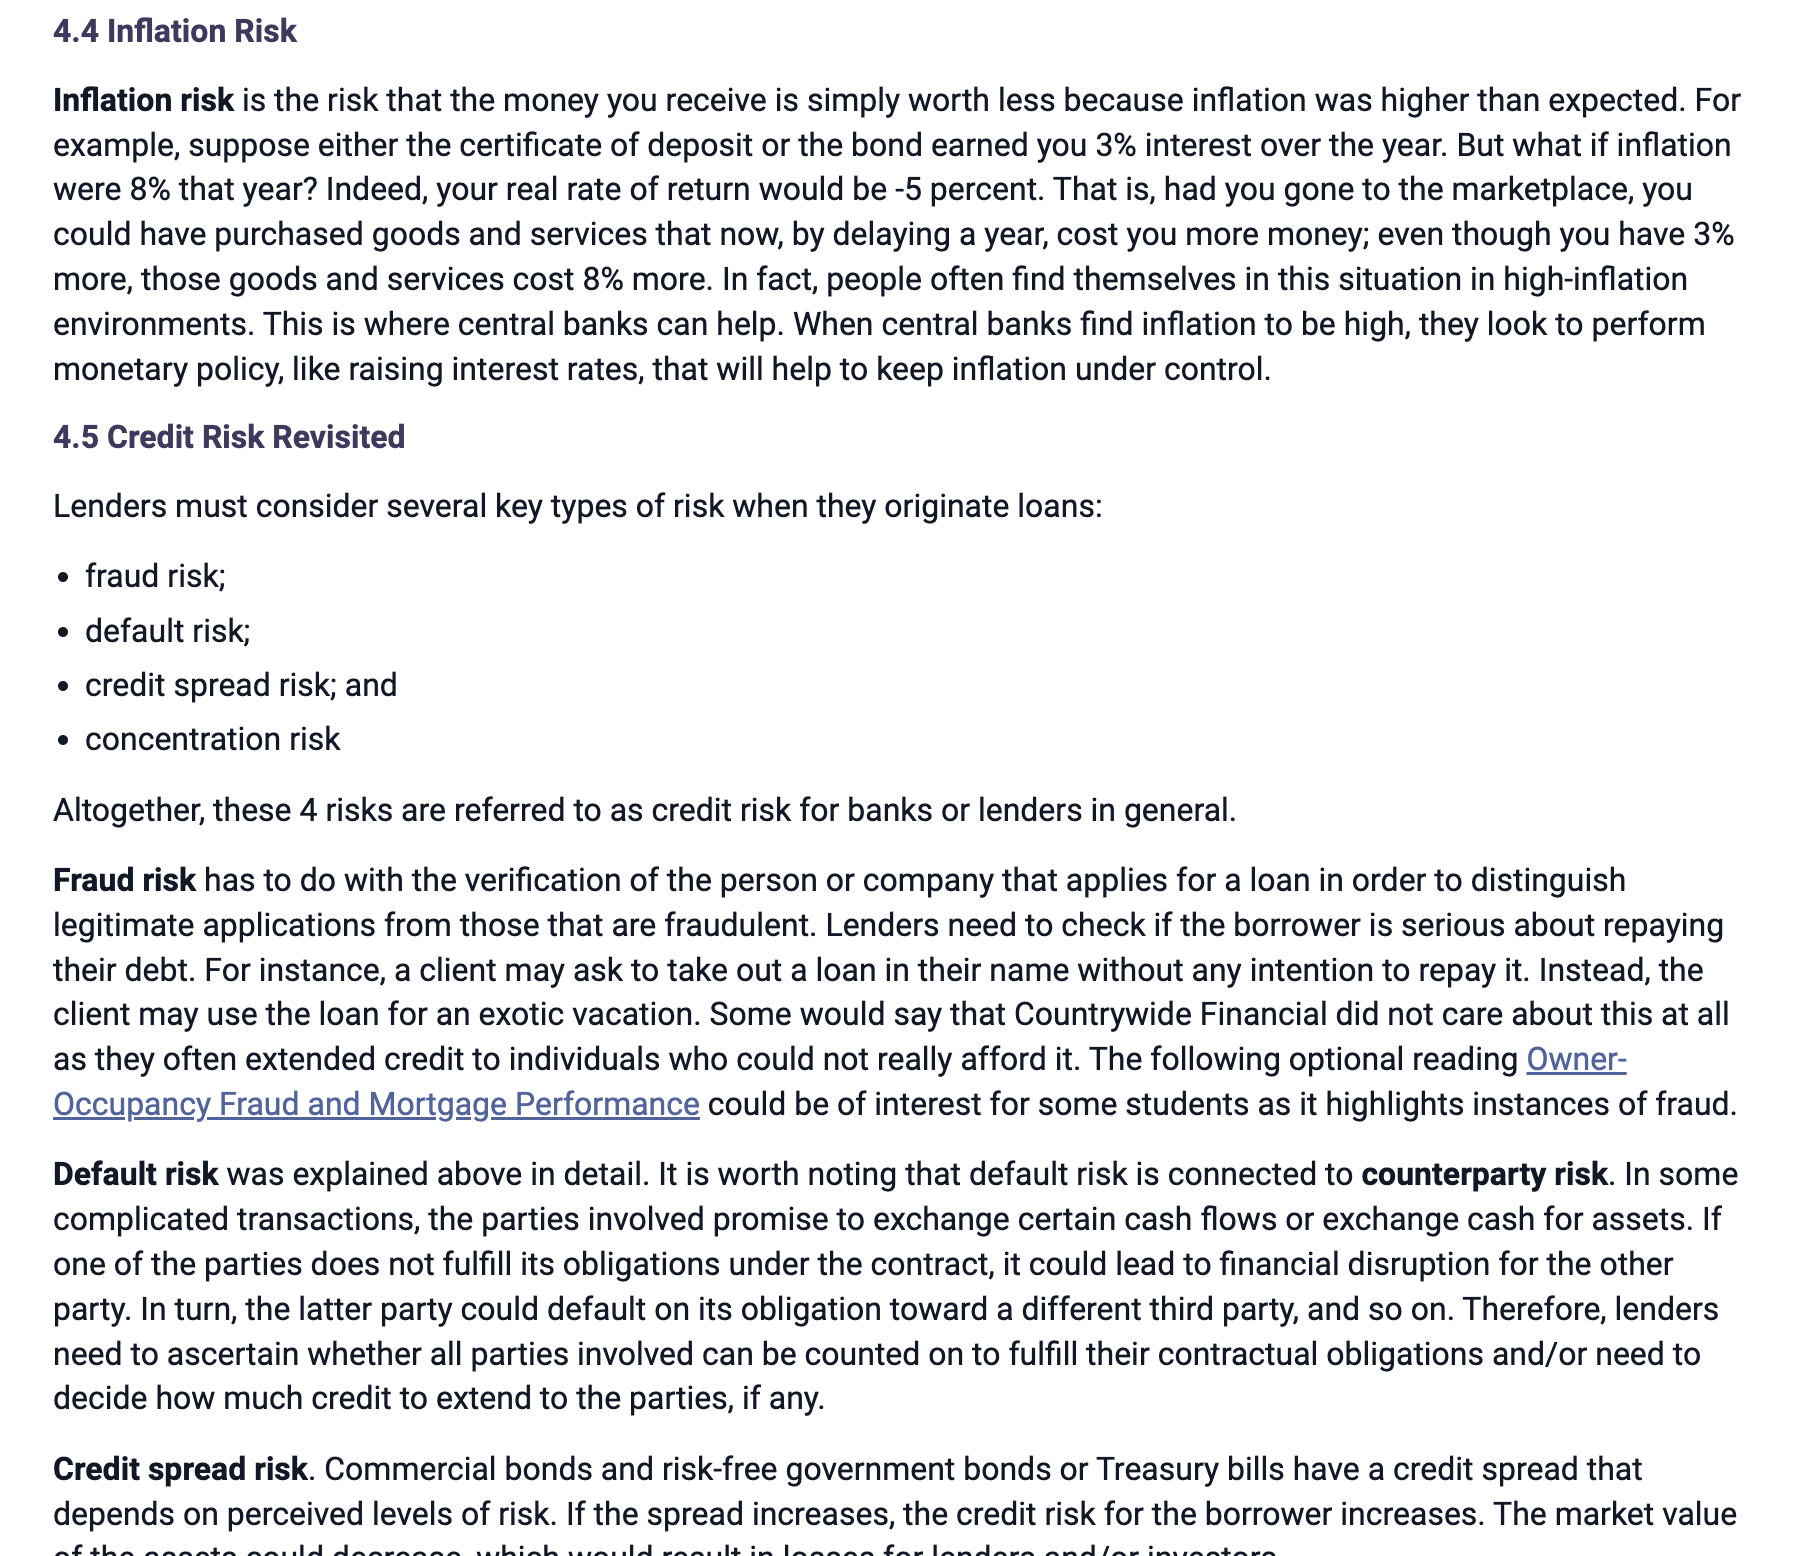 4.4 Inflation Risk
Inflation risk is the risk that the money you receive is simply worth less because inflation was higher than expected. For
example, suppose either the certificate of deposit or the bond earned you 3% interest over the year. But what if inflation
were 8% that year? Indeed, your real rate of return would be -5 percent. That is, had you gone to the marketplace, you
could have purchased goods and services that now, by delaying a year, cost you more money; even though you have 3%
more, those goods and services cost 8% more. In fact, people often find themselves in this situation in high-inflation
environments. This is where central banks can help. When central banks find inflation to be high, they look to perform
monetary policy, like raising interest rates, that will help to keep inflation under control.
4.5 Credit Risk Revisited
Lenders must consider several key types of risk when they originate loans:
• fraud risk;
• default risk;
• credit spread risk; and
• concentration risk
Altogether, these 4 risks are referred to as credit risk for banks or lenders in general.
Fraud risk has to do with the verification of the person or company that applies for a loan in order to distinguish
legitimate applications from those that are fraudulent. Lenders need to check if the borrower is serious about repaying
their debt. For instance, a client may ask to take out a loan in their name without any intention to repay it. Instead, the
client may use the loan for an exotic vacation. Some would say that Countrywide Financial did not care about this at all
as they often extended credit to individuals who could not really afford it. The following optional reading Owner-
Occupancy Fraud and Mortgage Performance could be of interest for some students as it highlights instances of fraud.
Default risk was explained above in detail. It is worth noting that default risk is connected to counterparty risk. In some
complicated transactions, the parties involved promise to exchange certain cash flows or exchange cash for assets. If
one of the parties does not fulfill its obligations under the contract, it could lead to financial disruption for the other
party. In turn, the latter party could default on its obligation toward a different third party, and so on. Therefore, lenders
need to ascertain whether all parties involved can be counted on to fulfill their contractual obligations and/or need to
decide how much credit to extend to the parties, if any.
Credit spread risk. Commercial bonds and risk-free government bonds or Treasury bills have a credit spread that
depends on perceived levels of risk. If the spread increases, the credit risk for the borrower increases. The market value
of the assets could decrease, which would result in losses for lenders and/or investors.